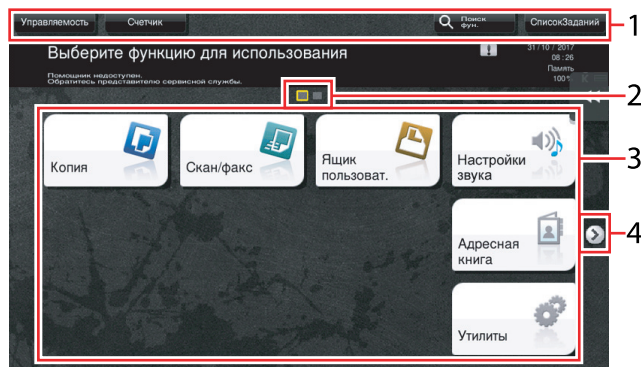 Управляемость
Счетчик
Поиск
фун.
СписокЗаданий
1
Выберите функцию для использования
31/10 / 2017
08 : 26
Память
100%
Помощник недоступен.
Обратитесь представителю сервисной службы.
2
Копия
Скан/факс
Ящик
пользоват.
Настройки
звука
3
Адресная
книга
4
Утилиты